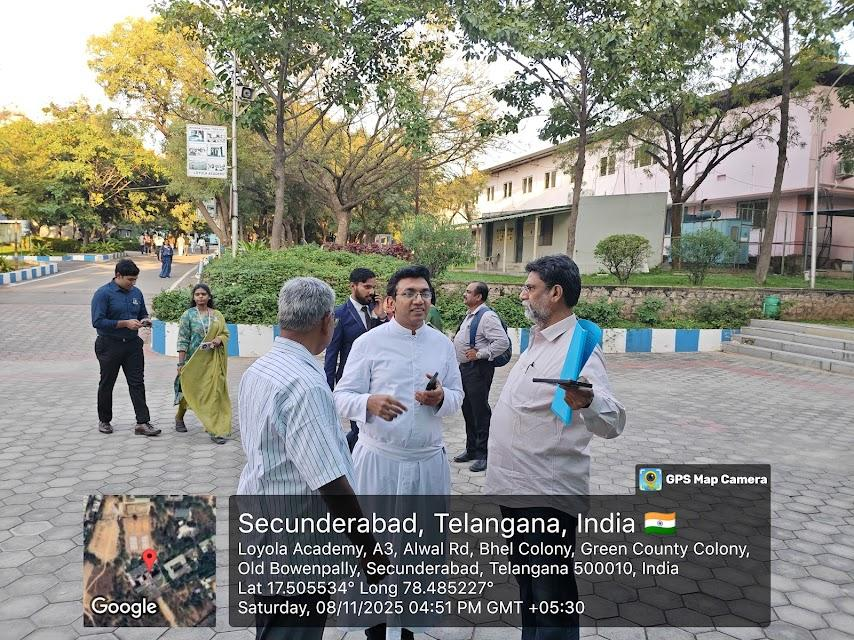 LOYOLA ACADEMY
GPS Map Camera
Secunderabad, Telangana, India
Loyola Academy, A3, Alwal Rd, Bhel Colony, Green County Colony,
Old Bowenpally, Secunderabad, Telangana 500010, India
Lat 17.505534° Long 78.485227°
Saturday, 08/11/2025 04:51 PM GMT +05:30
Google